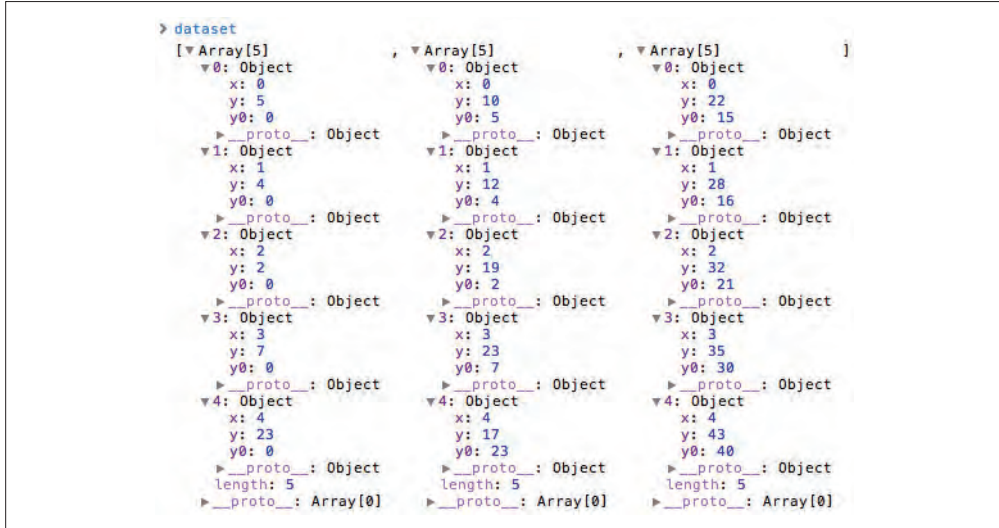 > dataset
[▼Array[5] , ▼Array[5] , ▼Array[5] ]
▼0: Object ▼0: Object ▼0: Object
x: 0 x: 0 x: 0
y: 5 y: 10 y: 22
y0: 0 y0: 5 y0: 15
▶__proto__: Object ▶__proto__: Object ▶__proto__: Object
▼1: Object ▼1: Object ▼1: Object
x: 1 x: 1 x: 1
y: 4 y: 12 y: 28
y0: 0 y0: 4 y0: 16
▶__proto__: Object ▶__proto__: Object ▶__proto__: Object
▼2: Object ▼2: Object ▼2: Object
x: 2 x: 2 x: 2
y: 2 y: 19 y: 32
y0: 0 y0: 2 y0: 21
▶__proto__: Object ▶__proto__: Object ▶__proto__: Object
▼3: Object ▼3: Object ▼3: Object
x: 3 x: 3 x: 3
y: 7 y: 23 y: 35
y0: 0 y0: 7 y0: 30
▶__proto__: Object ▶__proto__: Object ▶__proto__: Object
▼4: Object ▼4: Object ▼4: Object
x: 4 x: 4 x: 4
y: 23 y: 17 y: 43
y0: 0 y0: 23 y0: 40
▶__proto__: Object ▶__proto__: Object ▶__proto__: Object
length: 5 length: 5 length: 5
▶__proto__: Array[0] ▶__proto__: Array[0] ▶__proto__: Array[0]